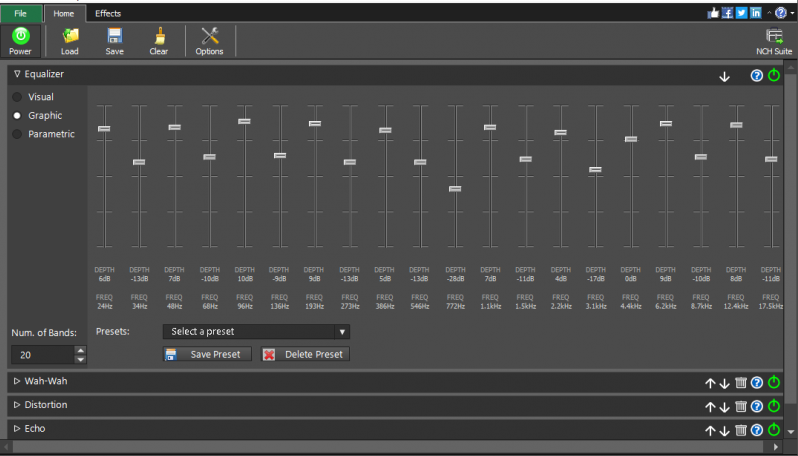 File Home Effects
Power Load Save Clear Options NCH Suite
Equalizer
Visual
Graphic
Parametric
DEPTH DEPTH DEPTH DEPTH DEPTH DEPTH DEPTH DEPTH DEPTH DEPTH DEPTH DEPTH DEPTH DEPTH DEPTH DEPTH DEPTH DEPTH DEPTH DEPTH
6dB -13dB 7dB -10dB 10dB -9dB 9dB -13dB 5dB -13dB -28dB 7dB -11dB 4dB -17dB 0dB 9dB -10dB 8dB -11dB
FREQ FREQ FREQ FREQ FREQ FREQ FREQ FREQ FREQ FREQ FREQ FREQ FREQ FREQ FREQ FREQ FREQ FREQ FREQ FREQ
24Hz 34Hz 48Hz 68Hz 96Hz 136Hz 193Hz 273Hz 386Hz 546Hz 772Hz 1.1kHz 1.5kHz 2.2kHz 3.1kHz 4.4kHz 6.2kHz 8.7kHz 12.4kHz 17.5kHz
Num. of Bands: Presets: Select a preset
20 Save Preset Delete Preset
Wah-Wah
Distortion
Echo